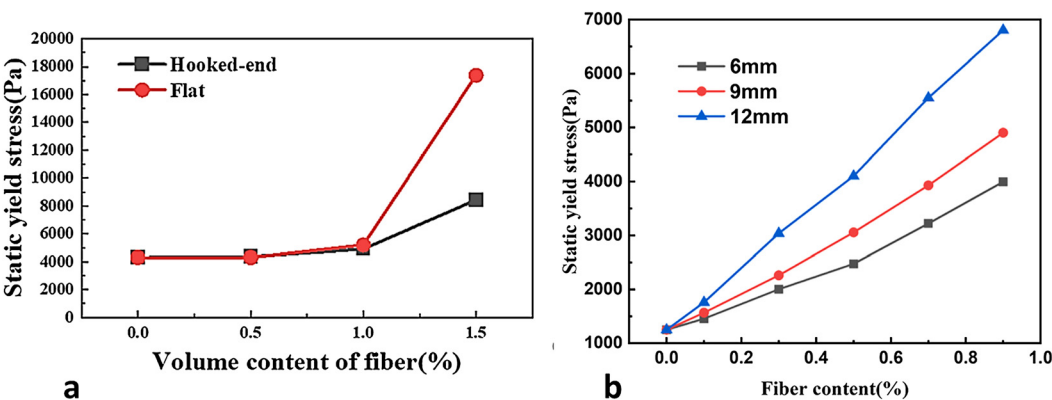 20000
18000
16000
14000
12000
10000
8000
6000
4000
2000
0
Static yield stress(Pa)
Hooked-end
Flat
0.0 0.5 1.0 1.5
Volume content of fiber(%)
a
7000
6000
5000
4000
3000
2000
1000
Static yield stress(Pa)
6mm
9mm
12mm
0.0 0.2 0.4 0.6 0.8 1.0
Fiber content(%)
b